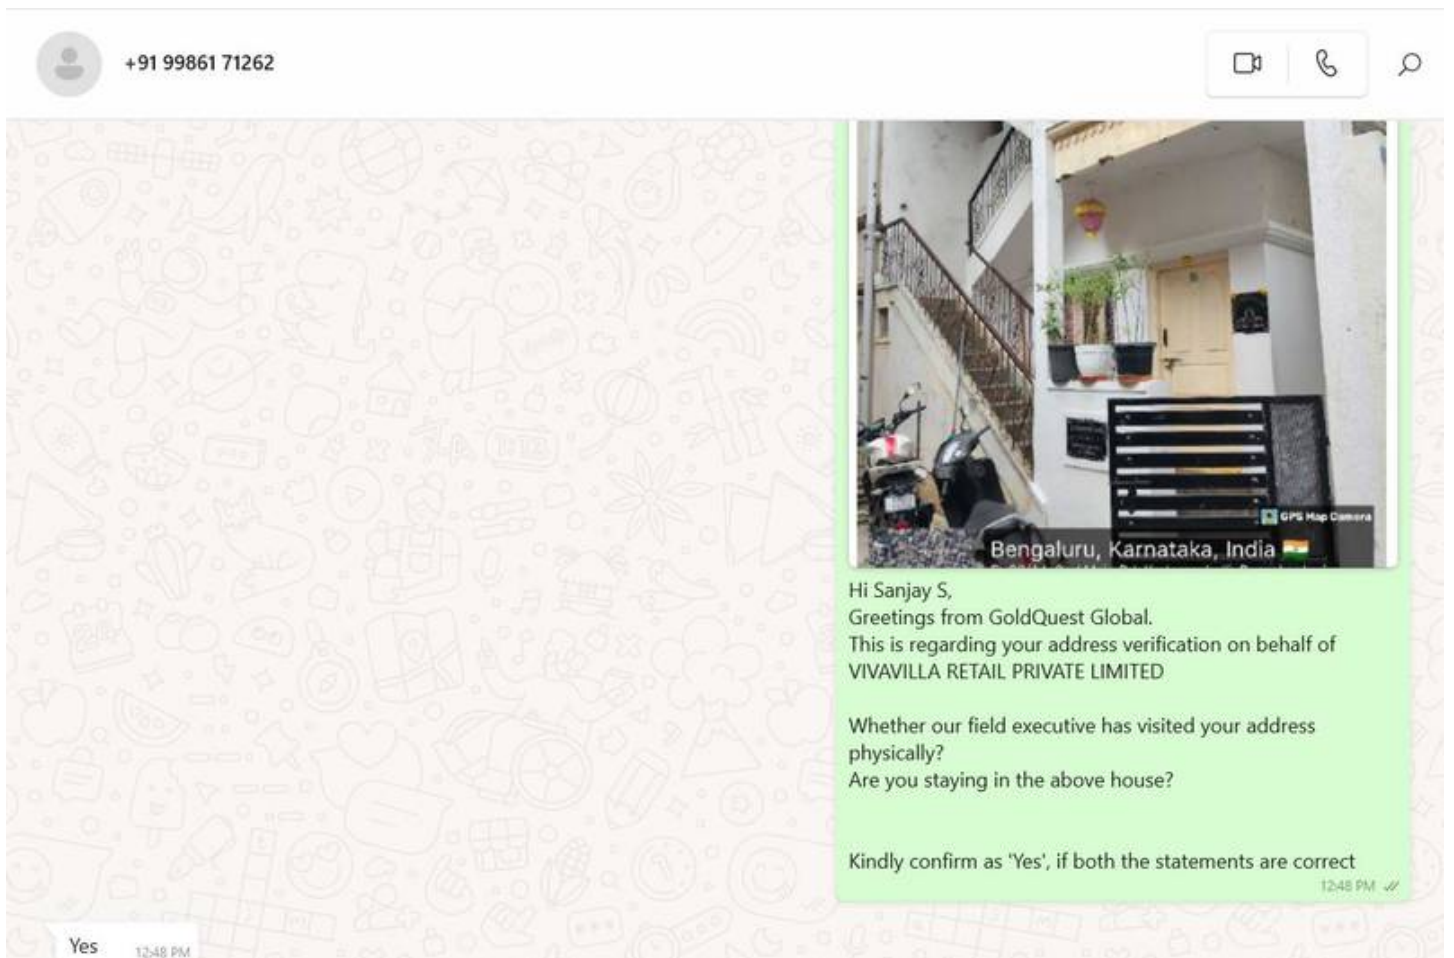 +91 99861 71262
GPS Map Camera
Bengaluru, Karnataka, India
Hi Sanjay S,
Greetings from GoldQuest Global.
This is regarding your address verification on behalf of
VIVAVILLA RETAIL PRIVATE LIMITED
Whether our field executive has visited your address
physically?
Are you staying in the above house?
Kindly confirm as 'Yes', if both the statements are correct
12:48 PM
Yes
12:48 PM